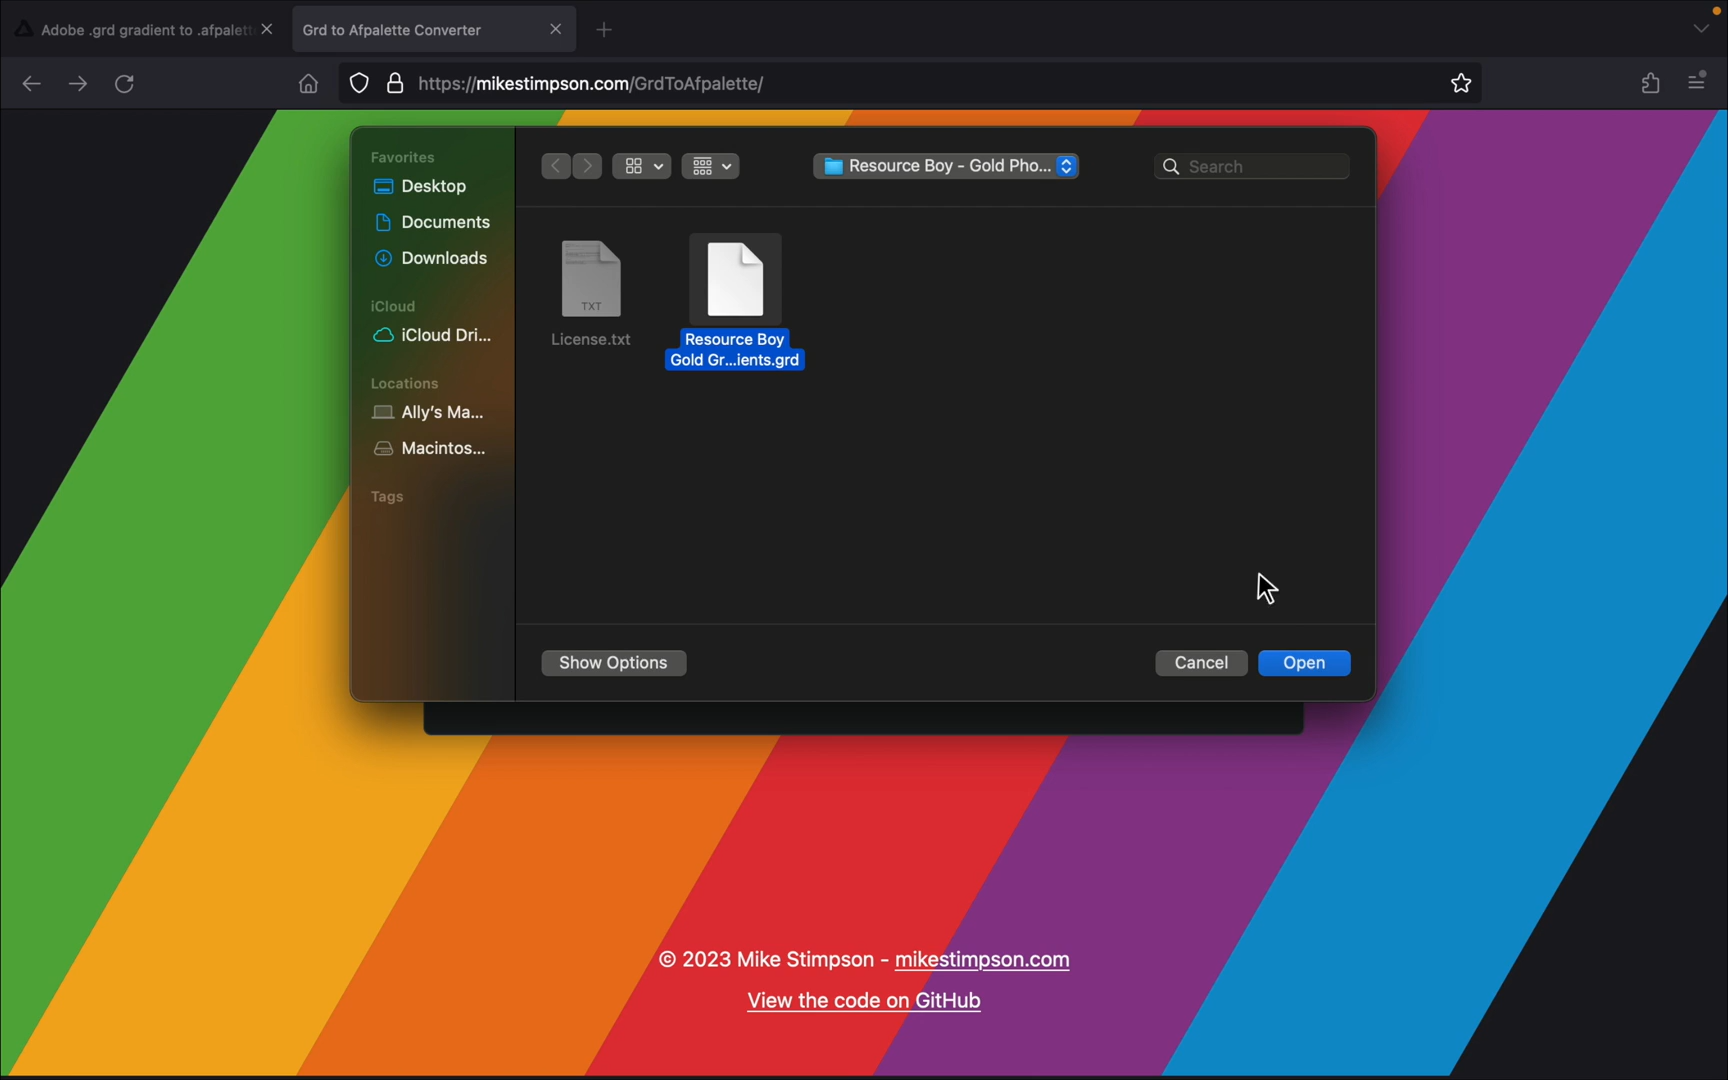 Adobe .grd gradient to .afpalett
Grd to Afpalette Converter
https://mikestimpson.com/GrdToAfpalette/
Favorites
Desktop
Documents
Downloads
iCloud
iCloud Dri...
Locations
Ally's Ma...
Macintos...
Tags
Resource Boy - Gold Pho...
Search
TXT
License.txt
Resource Boy
Gold Gr...ients.grd
Show Options
Cancel
Open
© 2023 Mike Stimpson - mikestimpson.com
View the code on GitHub